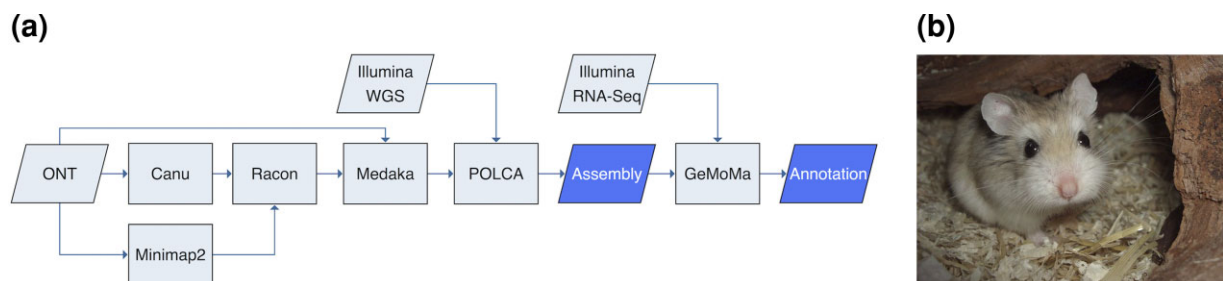 (a)
(b)
Illumina
WGS
Illumina
RNA-Seq
ONT
Canu
Racon
Medaka
POLCA
Assembly
GeMoMa
Annotation
Minimap2